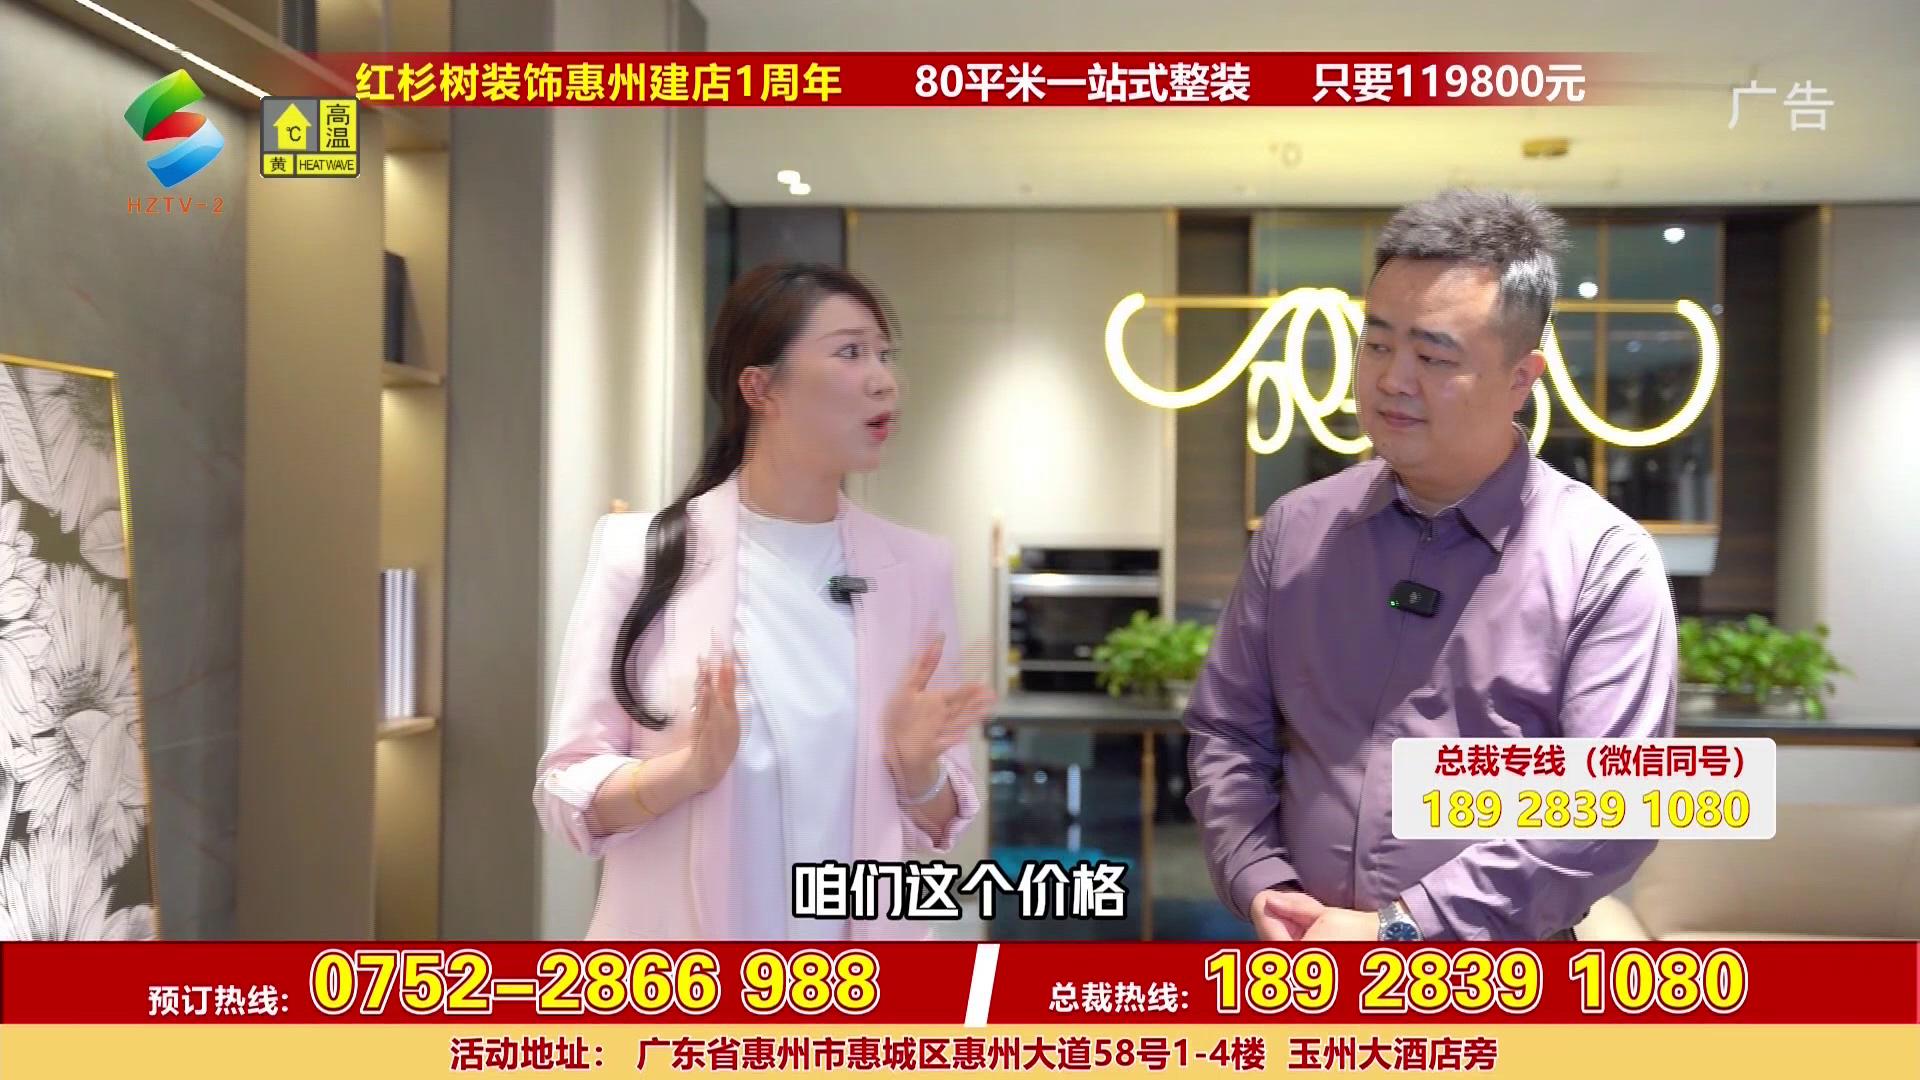 红杉树装饰惠州建店1周年 80平米一站式整装 只要119800元
广告
HZTV-2
℃ 高温
黄 HEAT WAVE
总裁专线（微信同号）
189 2839 1080
咱们这个价格
预订热线: 0752-2866 988 总裁热线: 189 2839 1080
活动地址： 广东省惠州市惠城区惠州大道58号1-4楼 玉州大酒店旁